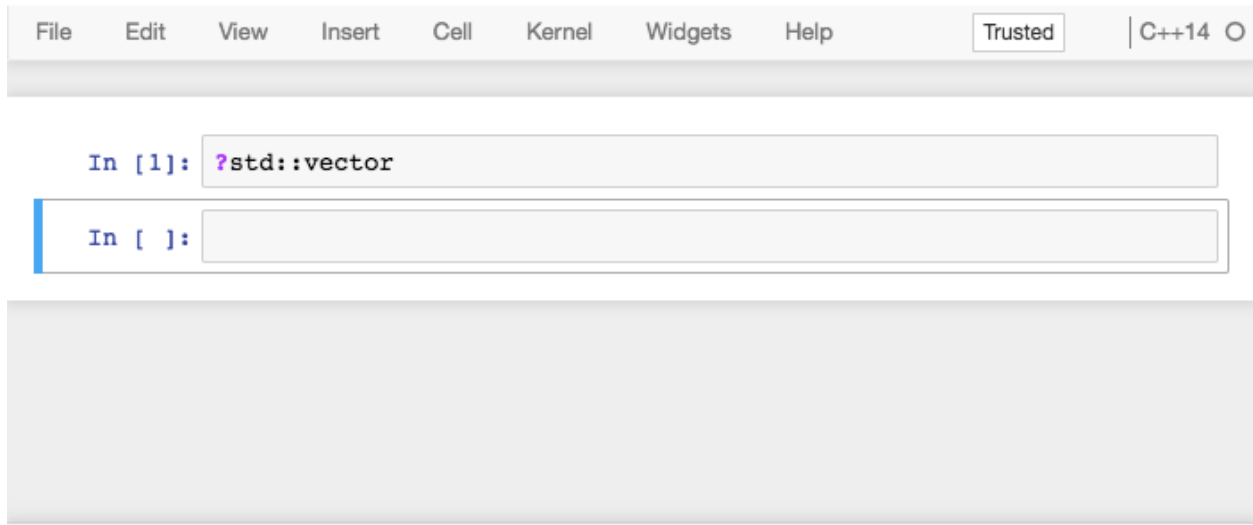 File Edit View Insert Cell Kernel Widgets Help Trusted C++14
In [1]: ?std::vector
In [ ]: